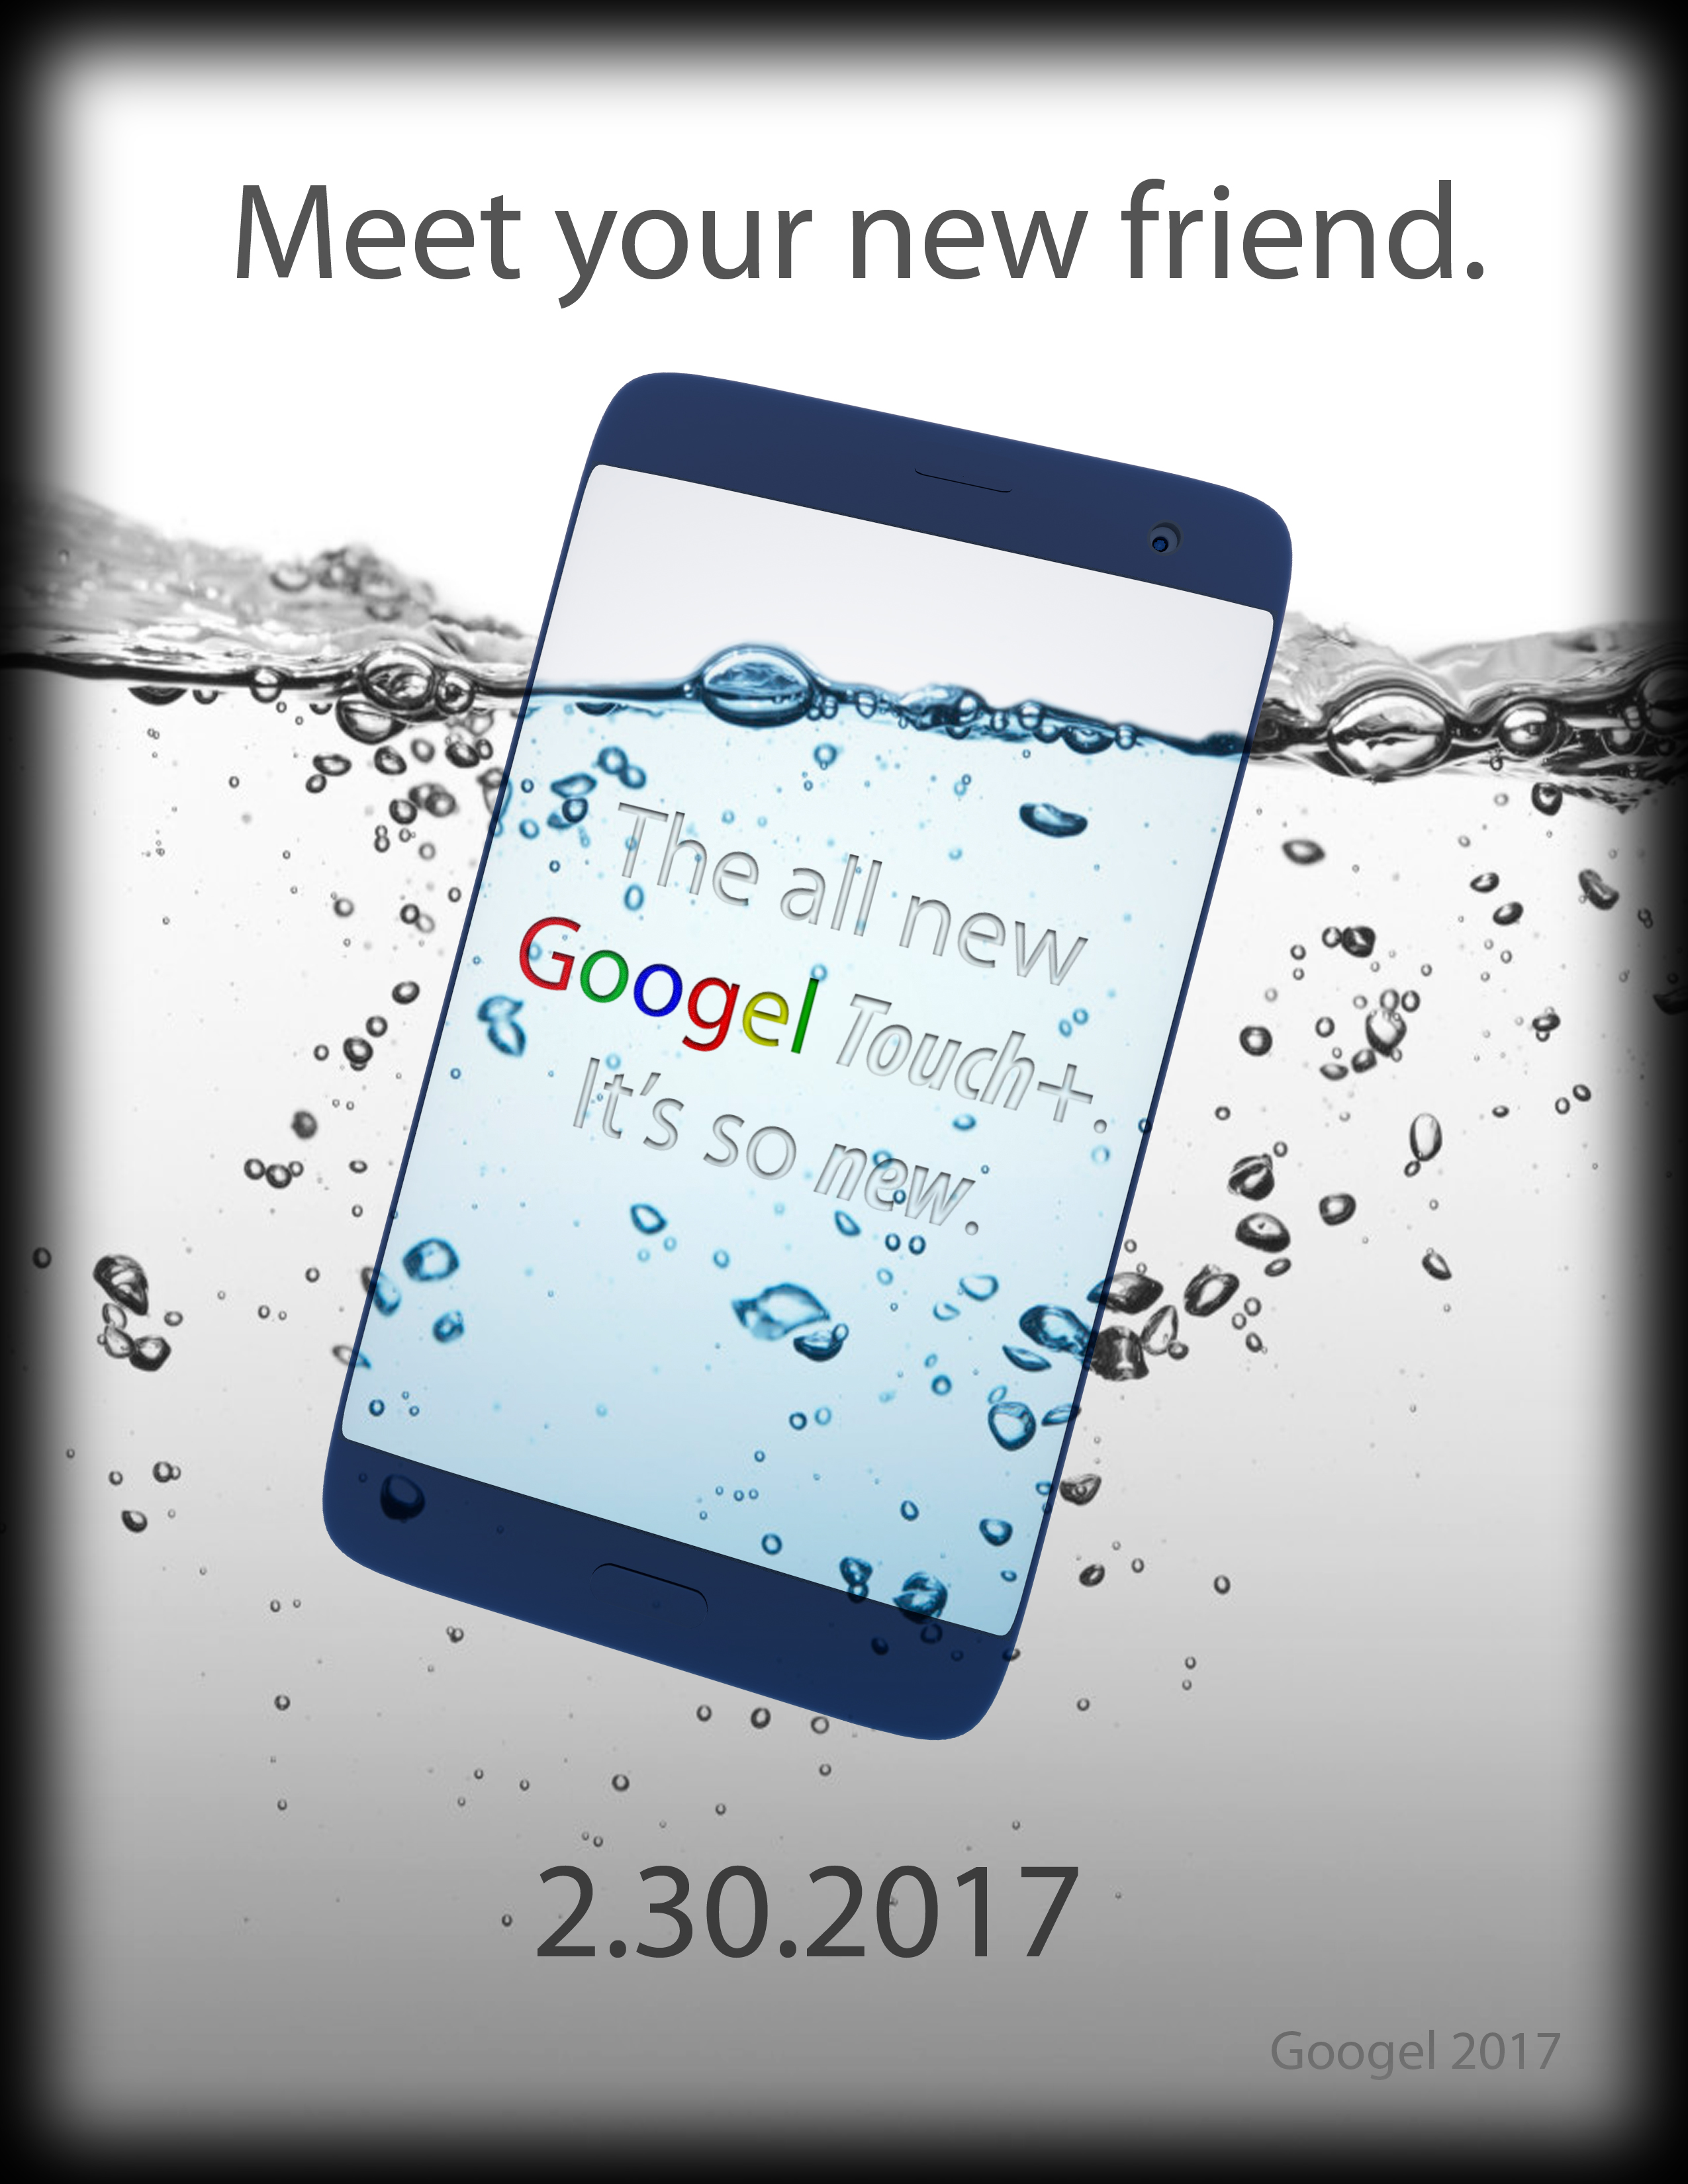 Meet your new friend.
The all new
Googel Touch+.
It's so new.
2.30.2017
Googel 2017